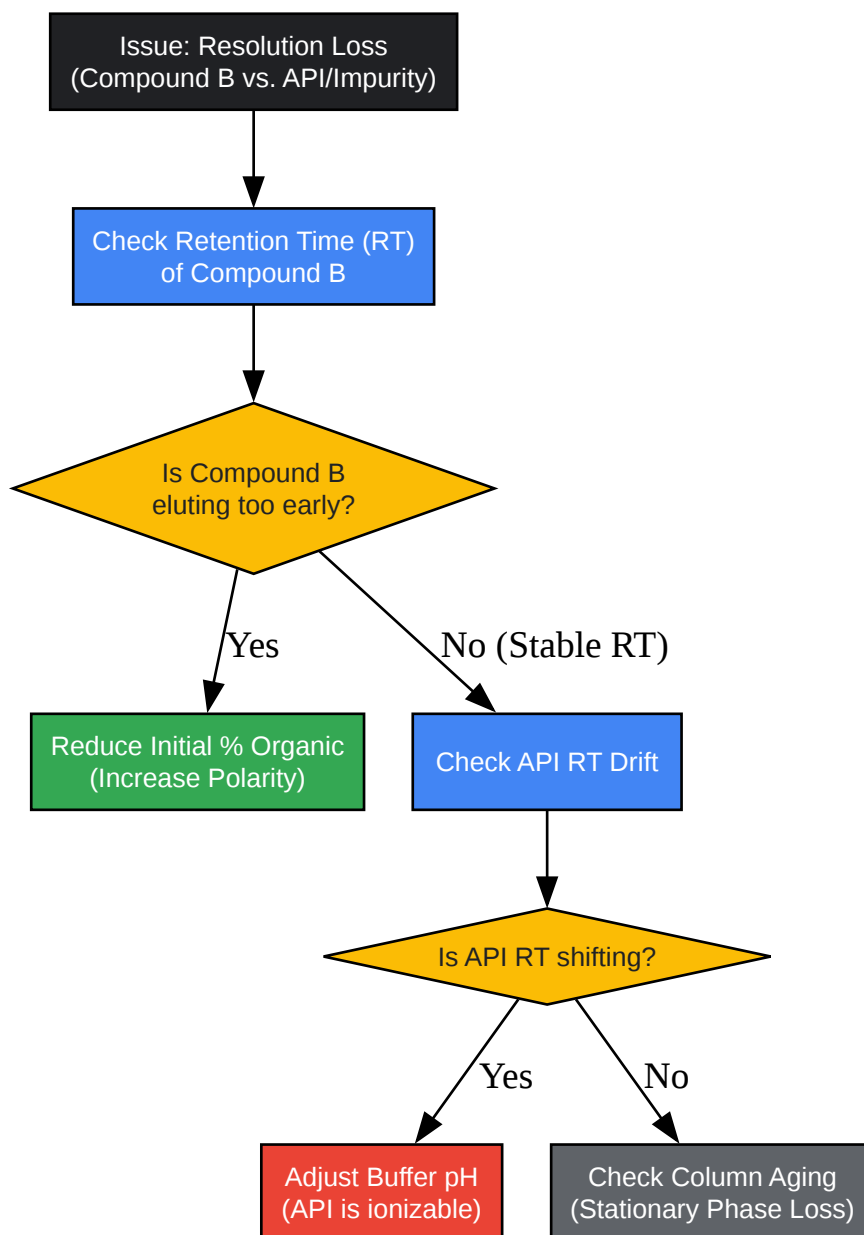 Issue: Resolution Loss
(Compound B vs. API/Impurity)
Check Retention Time (RT)
of Compound B
Is Compound B
eluting too early?
Yes
No (Stable RT)
Reduce Initial % Organic
(Increase Polarity)
Check API RT Drift
Is API RT shifting?
Yes
No
Adjust Buffer pH
(API is ionizable)
Check Column Aging
(Stationary Phase Loss)